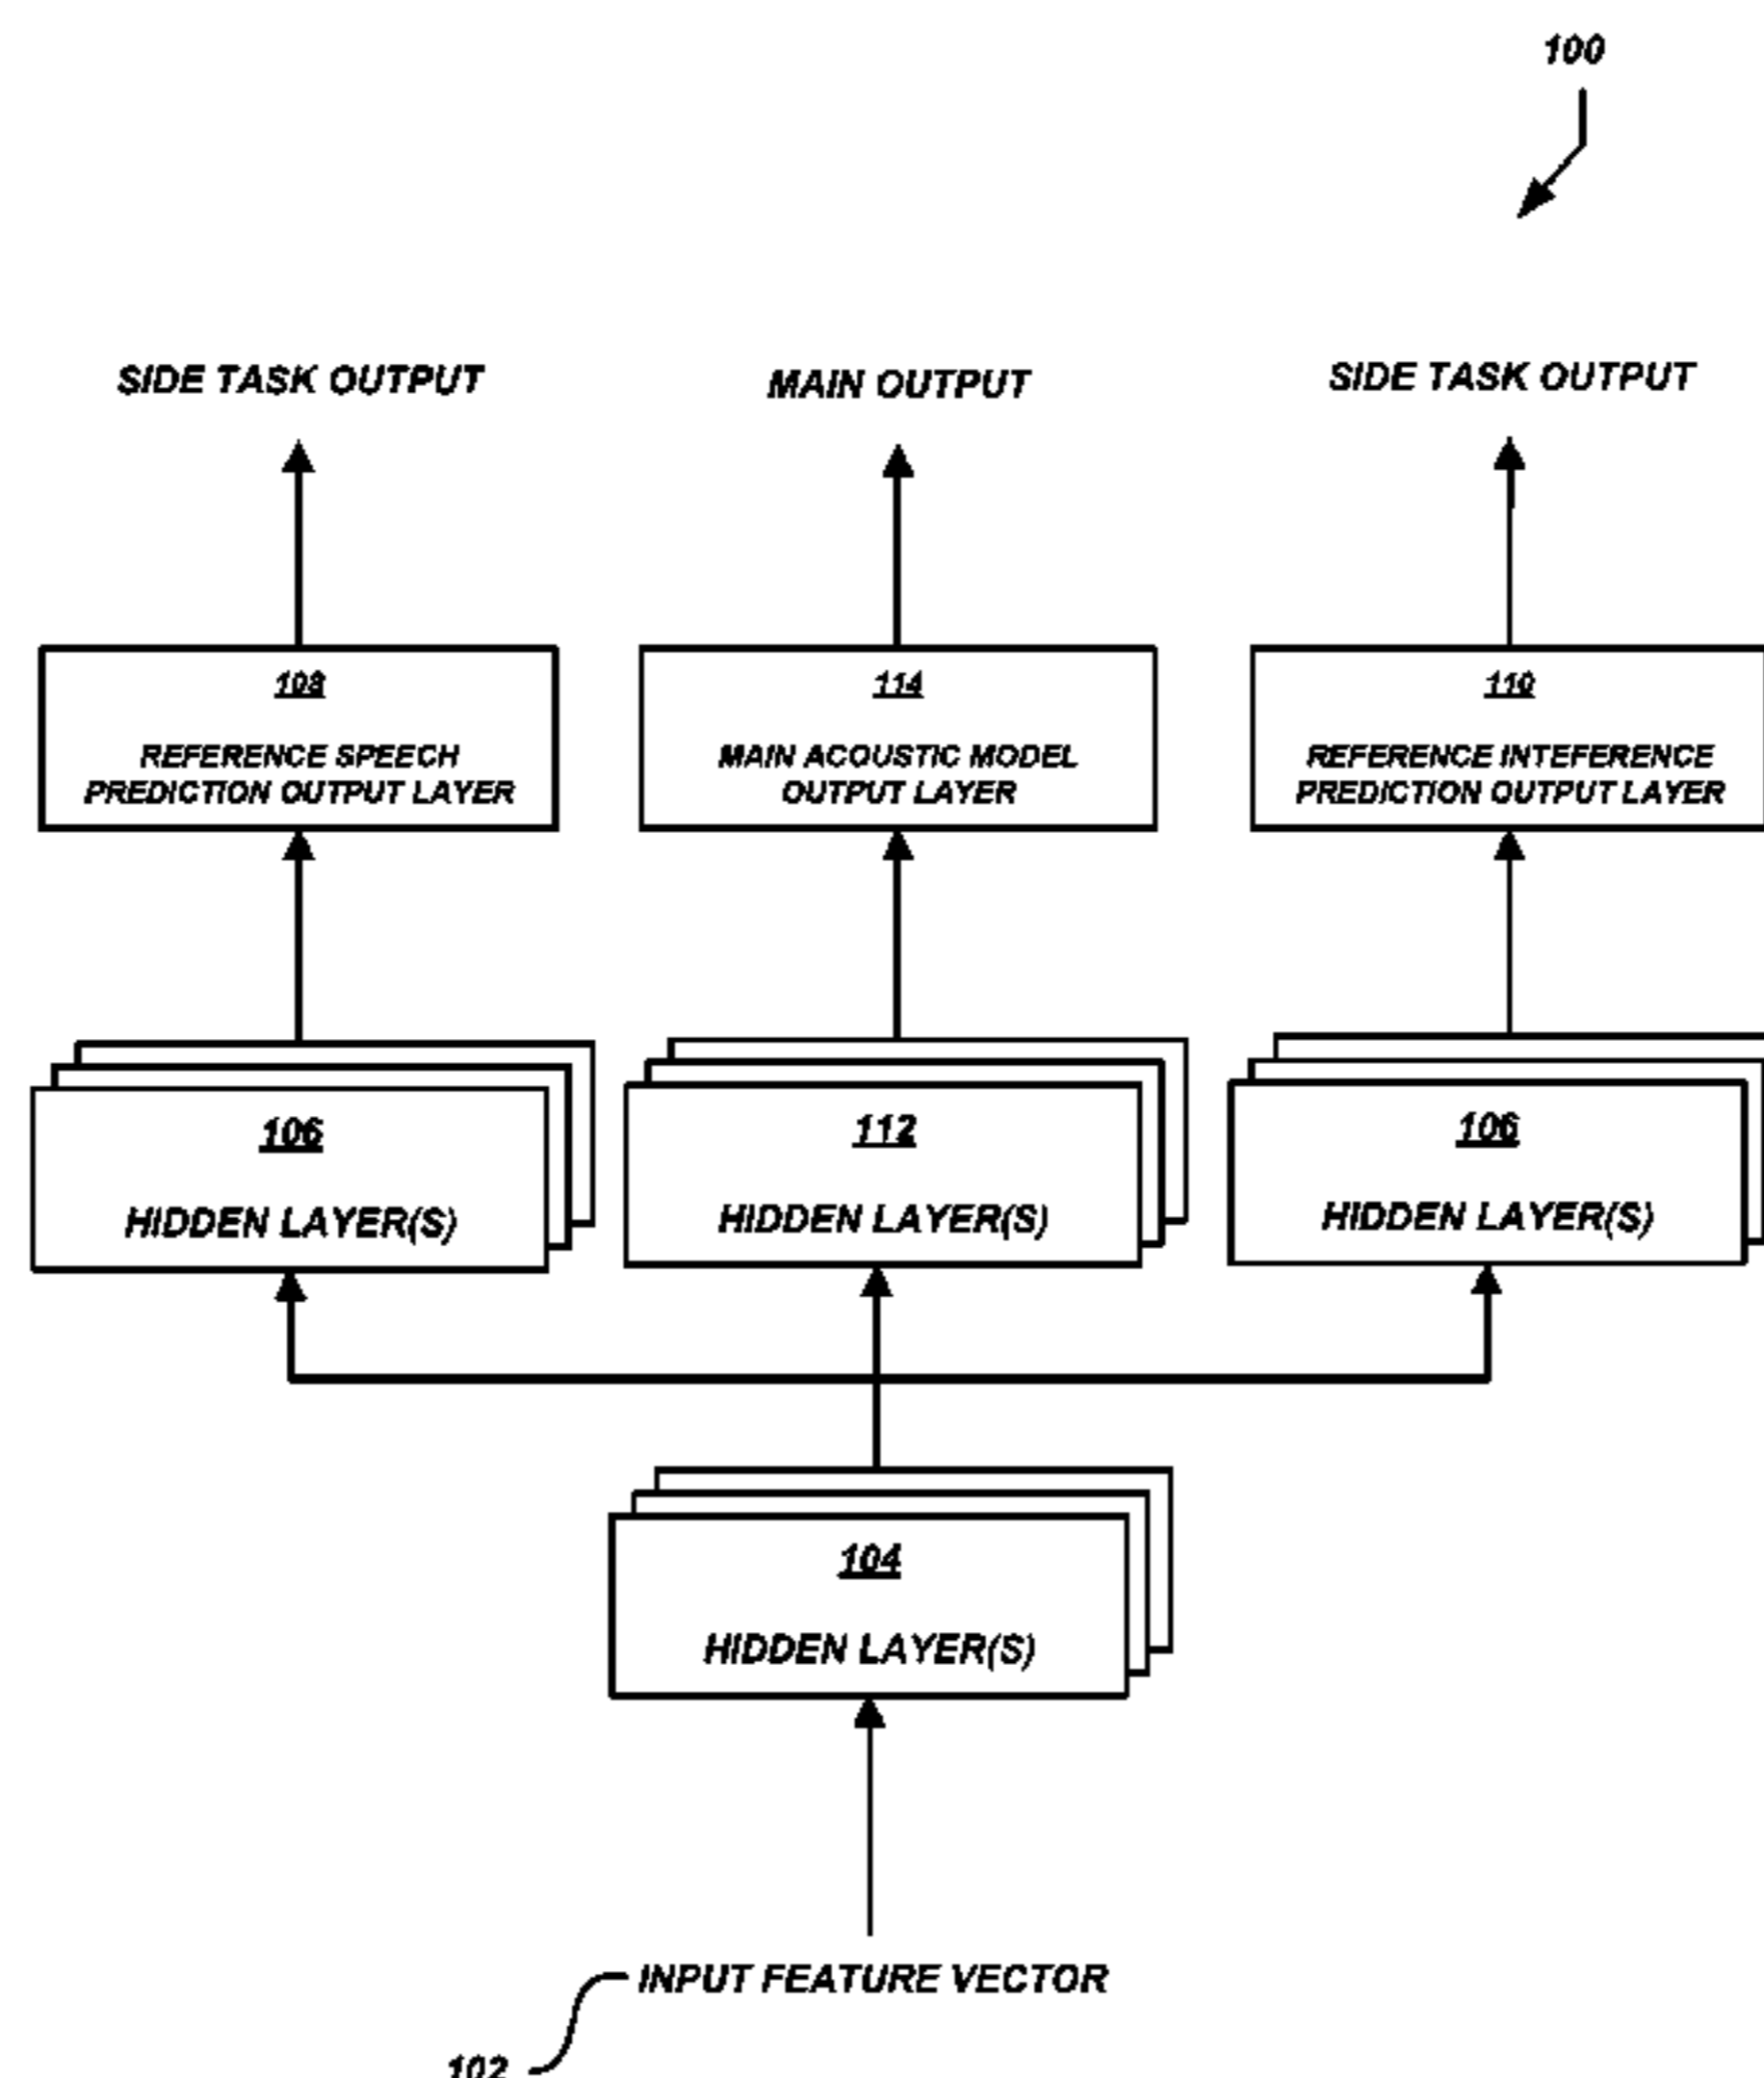 100
SIDE TASK OUTPUT
MAIN OUTPUT
SIDE TASK OUTPUT
108
REFERENCE SPEECH
PREDICTION OUTPUT LAYER
114
MAIN ACOUSTIC MODEL
OUTPUT LAYER
110
REFERENCE INTEFERENCE
PREDICTION OUTPUT LAYER
106
HIDDEN LAYER(S)
112
HIDDEN LAYER(S)
106
HIDDEN LAYER(S)
104
HIDDEN LAYER(S)
INPUT FEATURE VECTOR
102